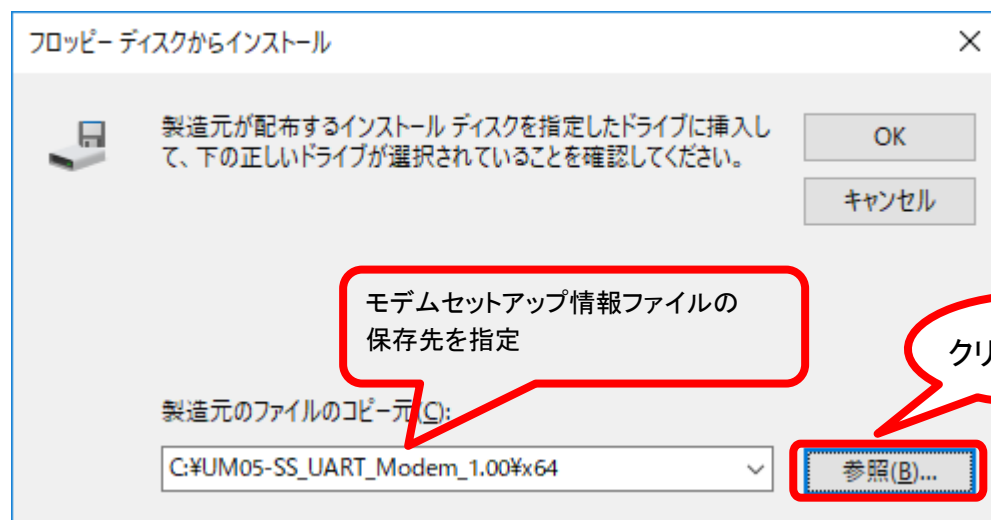 フロッピー ディスクからインストール
製造元が配布するインストール ディスクを指定したドライブに挿入し
て、下の正しいドライブが選択されていることを確認してください。
OK
キャンセル
モデムセットアップ情報ファイルの
保存先を指定
クリ
製造元のファイルのコピー元(C):
C:¥UM05-SS_UART_Modem_1.00¥x64
参照(B)...